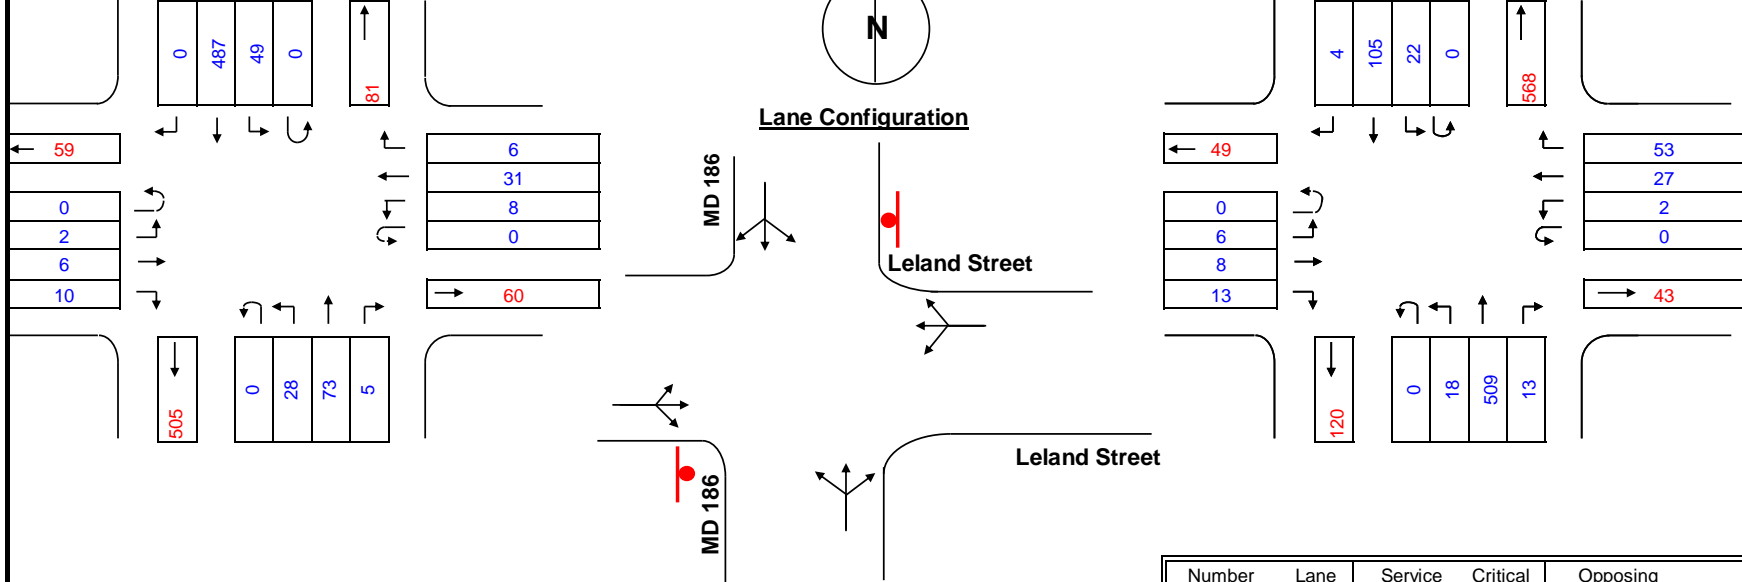 0 487 49 0
81
59
0
2
6
10
6
31
8
0
60
505
0 28 73 5
N
Lane Configuration
MD 186
Leland Street
Leland Street
MD 186
4 105 22 0
568
49
0
6
8
13
53
27
2
0
43
120
0 18 509 13
Number Lane Service Critical Opposing